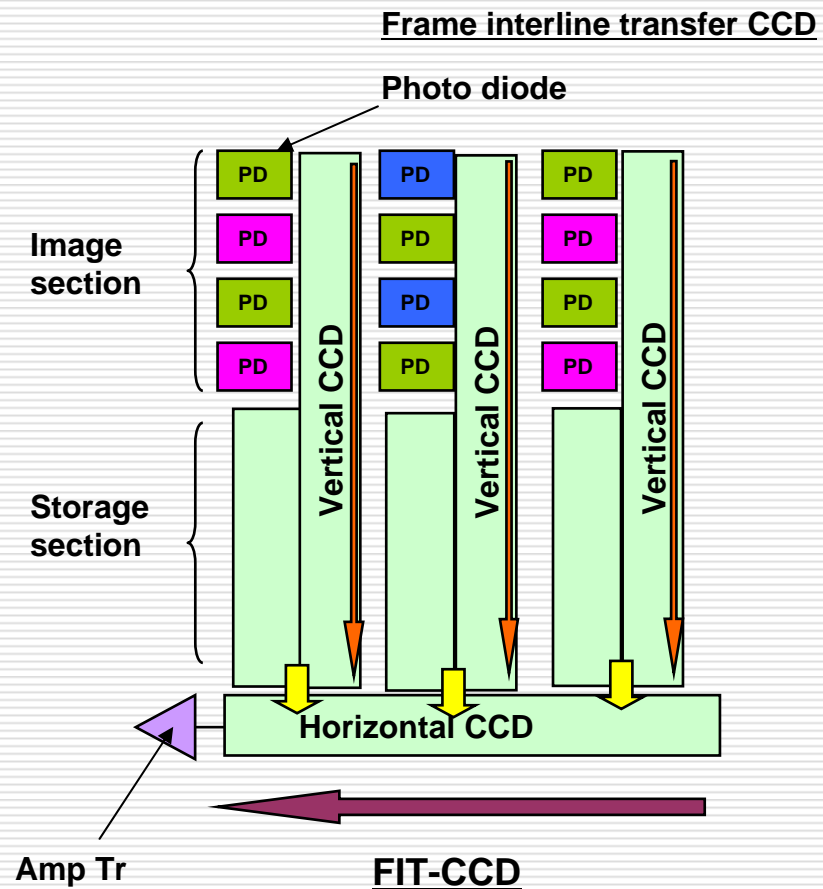 Frame interline transfer CCD
Photo diode
PD PD PD
PD PD PD
PD PD PD
PD PD PD
Image
section
Vertical CCD
Vertical CCD
Vertical CCD
Storage
section
Horizontal CCD
Amp Tr
FIT-CCD